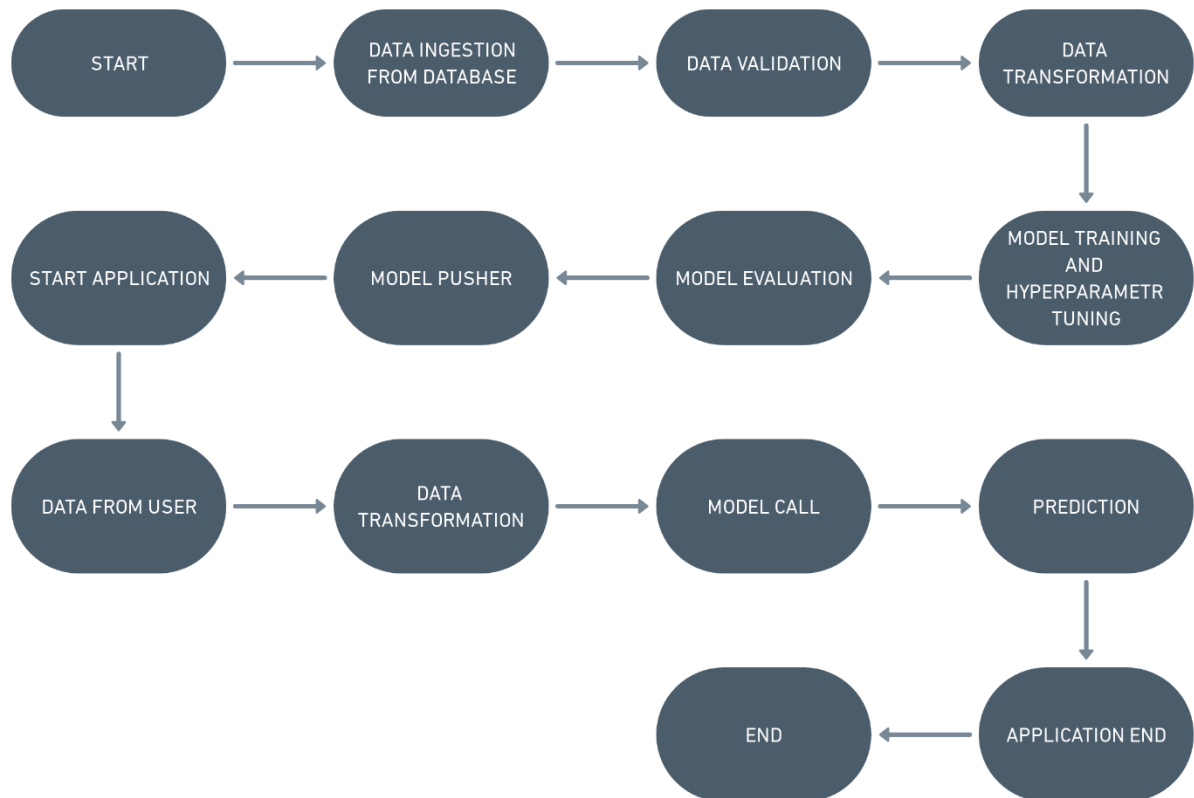 START
DATA INGESTION
FROM DATABASE
DATA VALIDATION
DATA
TRANSFORMATION
MODEL TRAINING
AND
HYPERPARAMETR
TUNING
MODEL EVALUATION
MODEL PUSHER
START APPLICATION
DATA FROM USER
DATA
TRANSFORMATION
MODEL CALL
PREDICTION
APPLICATION END
END